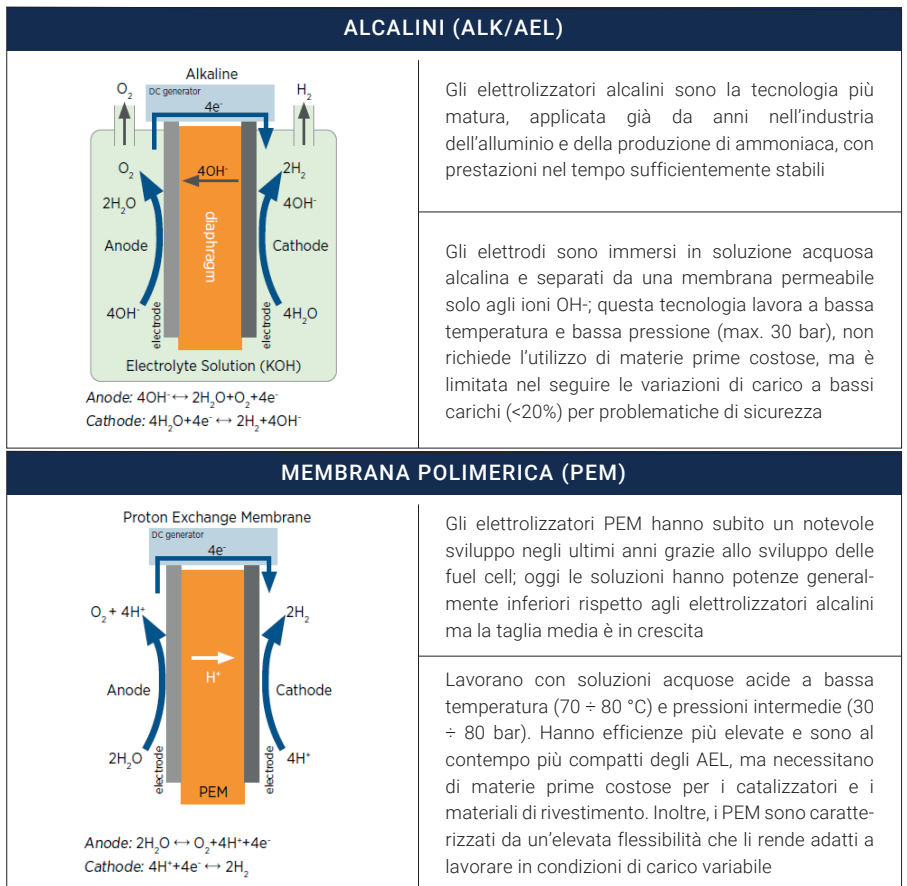 ALCALINI (ALK/AEL)
Alkaline
O₂
DC generator
H₂
4e⁻
O₂
4OH⁻
2H₂
2H₂O
4OH⁻
diaphragm
Anode
Cathode
4OH⁻
electrode
electrode
4H₂O
Electrolyte Solution (KOH)
Anode: 4OH⁻ ↔ 2H₂O+O₂+4e⁻
Cathode: 4H₂O+4e⁻ ↔ 2H₂+4OH⁻
Gli elettrolizzatori alcalini sono la tecnologia più
matura, applicata già da anni nell'industria
dell'alluminio e della produzione di ammoniaca, con
prestazioni nel tempo sufficientemente stabili
Gli elettrodi sono immersi in soluzione acquosa
alcalina e separati da una membrana permeabile
solo agli ioni OH-; questa tecnologia lavora a bassa
temperatura e bassa pressione (max. 30 bar), non
richiede l'utilizzo di materie prime costose, ma è
limitata nel seguire le variazioni di carico a bassi
carichi (<20%) per problematiche di sicurezza
MEMBRANA POLIMERICA (PEM)
Proton Exchange Membrane
DC generator
4e⁻
O₂ + 4H⁺
2H₂
H⁺
Anode
Cathode
2H₂O
electrode
electrode
4H⁺
PEM
Anode: 2H₂O ↔ O₂+4H⁺+4e⁻
Cathode: 4H⁺+4e⁻ ↔ 2H₂
Gli elettrolizzatori PEM hanno subito un notevole
sviluppo negli ultimi anni grazie allo sviluppo delle
fuel cell; oggi le soluzioni hanno potenze general-
mente inferiori rispetto agli elettrolizzatori alcalini
ma la taglia media è in crescita
Lavorano con soluzioni acquose acide a bassa
temperatura (70 ÷ 80 °C) e pressioni intermedie (30
÷ 80 bar). Hanno efficienze più elevate e sono al
contempo più compatti degli AEL, ma necessitano
di materie prime costose per i catalizzatori e i
materiali di rivestimento. Inoltre, i PEM sono caratte-
rizzati da un'elevata flessibilità che li rende adatti a
lavorare in condizioni di carico variabile